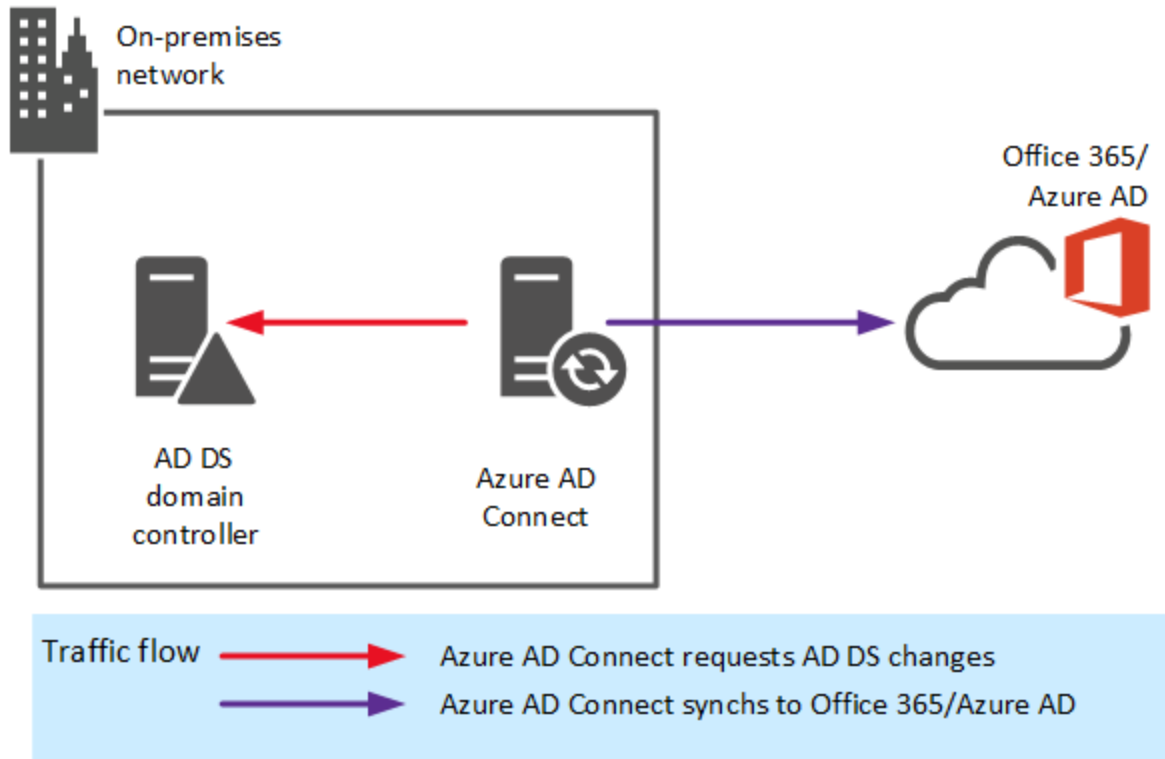 On-premises
network
Office 365/
Azure AD
AD DS
domain
controller
Azure AD
Connect
Traffic flow
Azure AD Connect requests AD DS changes
Azure AD Connect synchs to Office 365/Azure AD